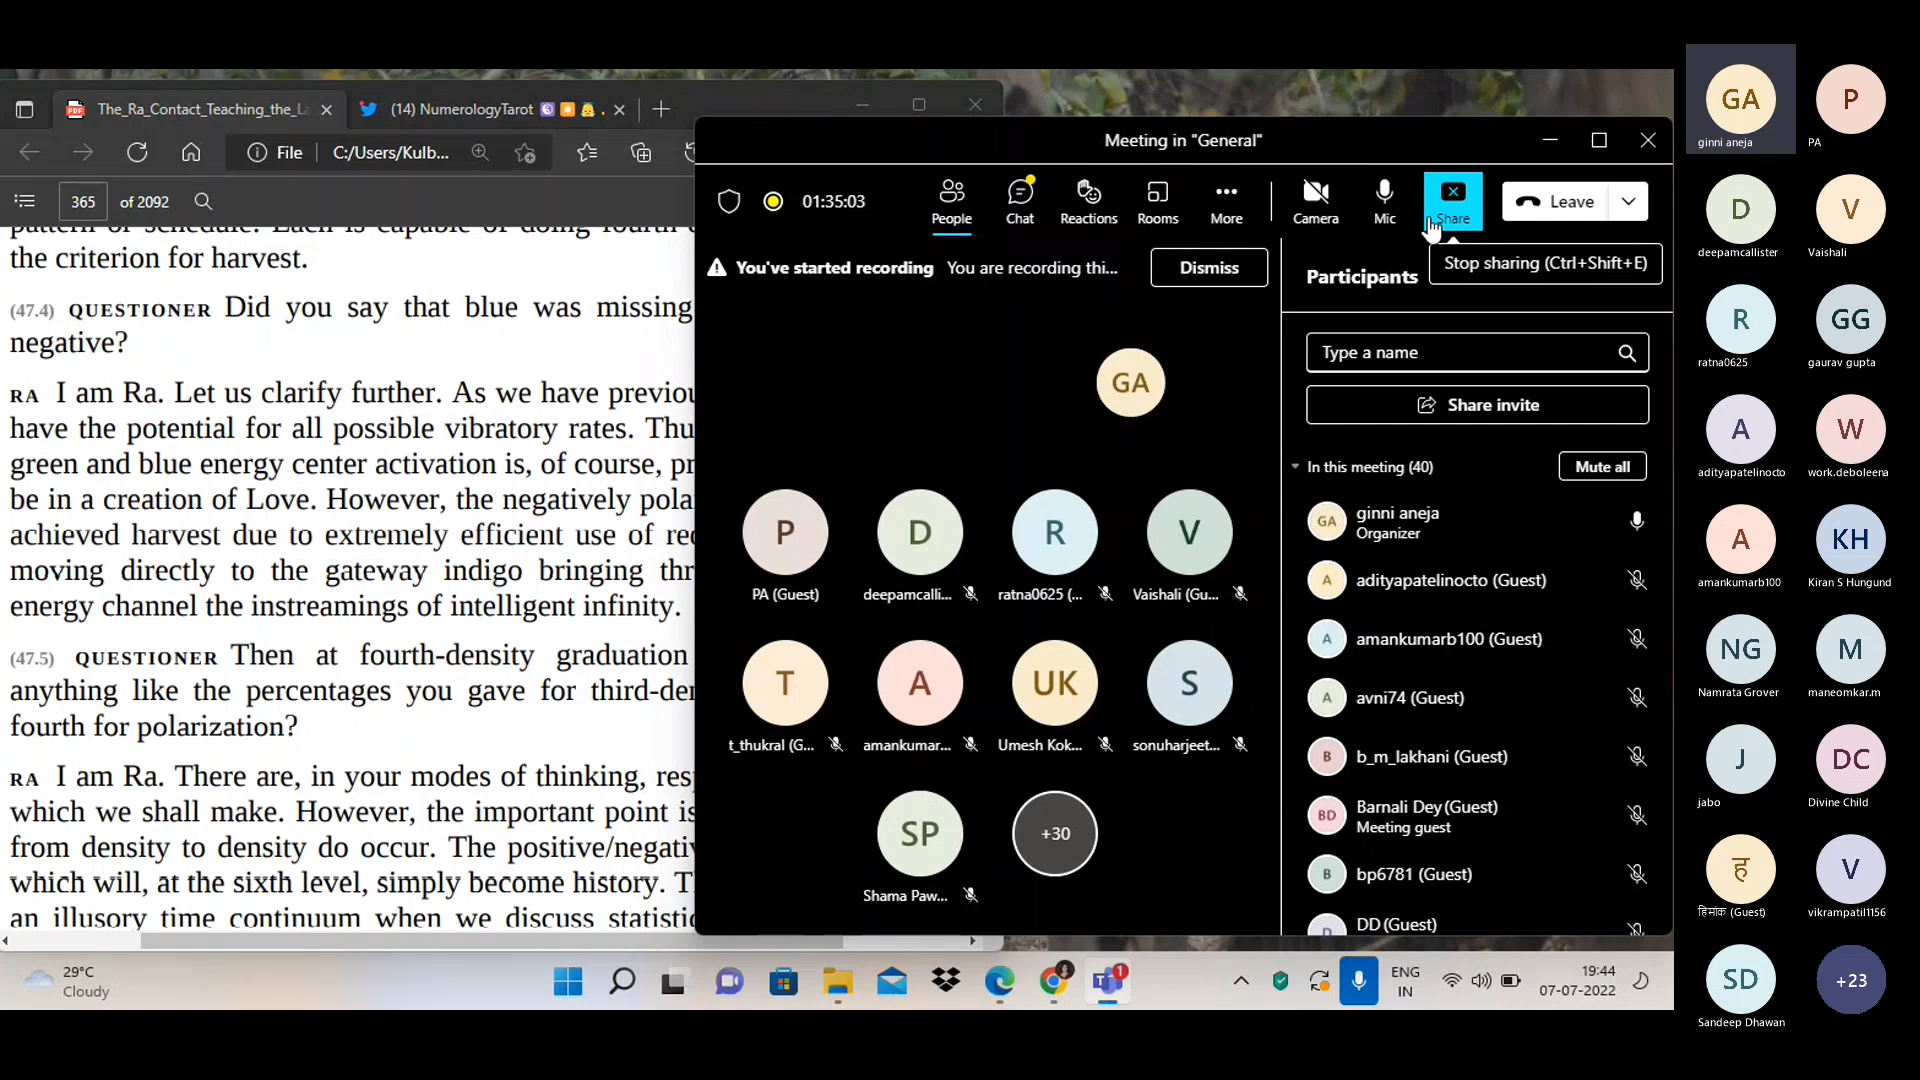 The_Ra_Contact_Teaching_the_La
(14) NumerologyTarot
File
C:/Users/Kulb...
365
of 2092
the criterion for harvest.
(47.4) QUESTIONER Did you say that blue was missing
negative?
RA I am Ra. Let us clarify further. As we have previou
have the potential for all possible vibratory rates. Thu
green and blue energy center activation is, of course, pr
be in a creation of Love. However, the negatively pola
achieved harvest due to extremely efficient use of red
moving directly to the gateway indigo bringing thr
energy channel the instreamings of intelligent infinity.
(47.5) QUESTIONER Then at fourth-density graduation
anything like the percentages you gave for third-den
fourth for polarization?
RA I am Ra. There are, in your modes of thinking, resp
which we shall make. However, the important point is
from density to density do occur. The positive/negativ
which will, at the sixth level, simply become history. T
an illusory time continuum when we discuss statistic
Meeting in "General"
01:35:03
People
Chat
Reactions
Rooms
More
Camera
Mic
Share
Leave
You've started recording You are recording thi...
Dismiss
Stop sharing (Ctrl+Shift+E)
GA
P
D
R
V
PA (Guest)
deepamcalli...
ratna0625 (...
Vaishali (Gu...
T
A
UK
S
t_thukral (G...
amankumar...
Umesh Kok...
sonuharjeet...
SP
+30
Shama Paw...
Participants
Type a name
Share invite
In this meeting (40)
Mute all
GA
ginni aneja
Organizer
A
adityapatelinocto (Guest)
A
amankumarb100 (Guest)
A
avni74 (Guest)
B
b_m_lakhani (Guest)
BD
Barnali Dey (Guest)
Meeting guest
B
bp6781 (Guest)
D
DD (Guest)
GA
ginni aneja
P
PA
D
deepamcallister
V
Vaishali
R
ratna0625
GG
gaurav gupta
A
adityapatelinocto
W
work.deboleena
A
amankumarb100
KH
Kiran S Hungund
NG
Namrata Grover
M
maneomkar.m
J
jabo
DC
Divine Child
ह
हिमांक (Guest)
V
vikrampatil1156
SD
Sandeep Dhawan
+23
29°C
Cloudy
1
ENG
IN
19:44
07-07-2022